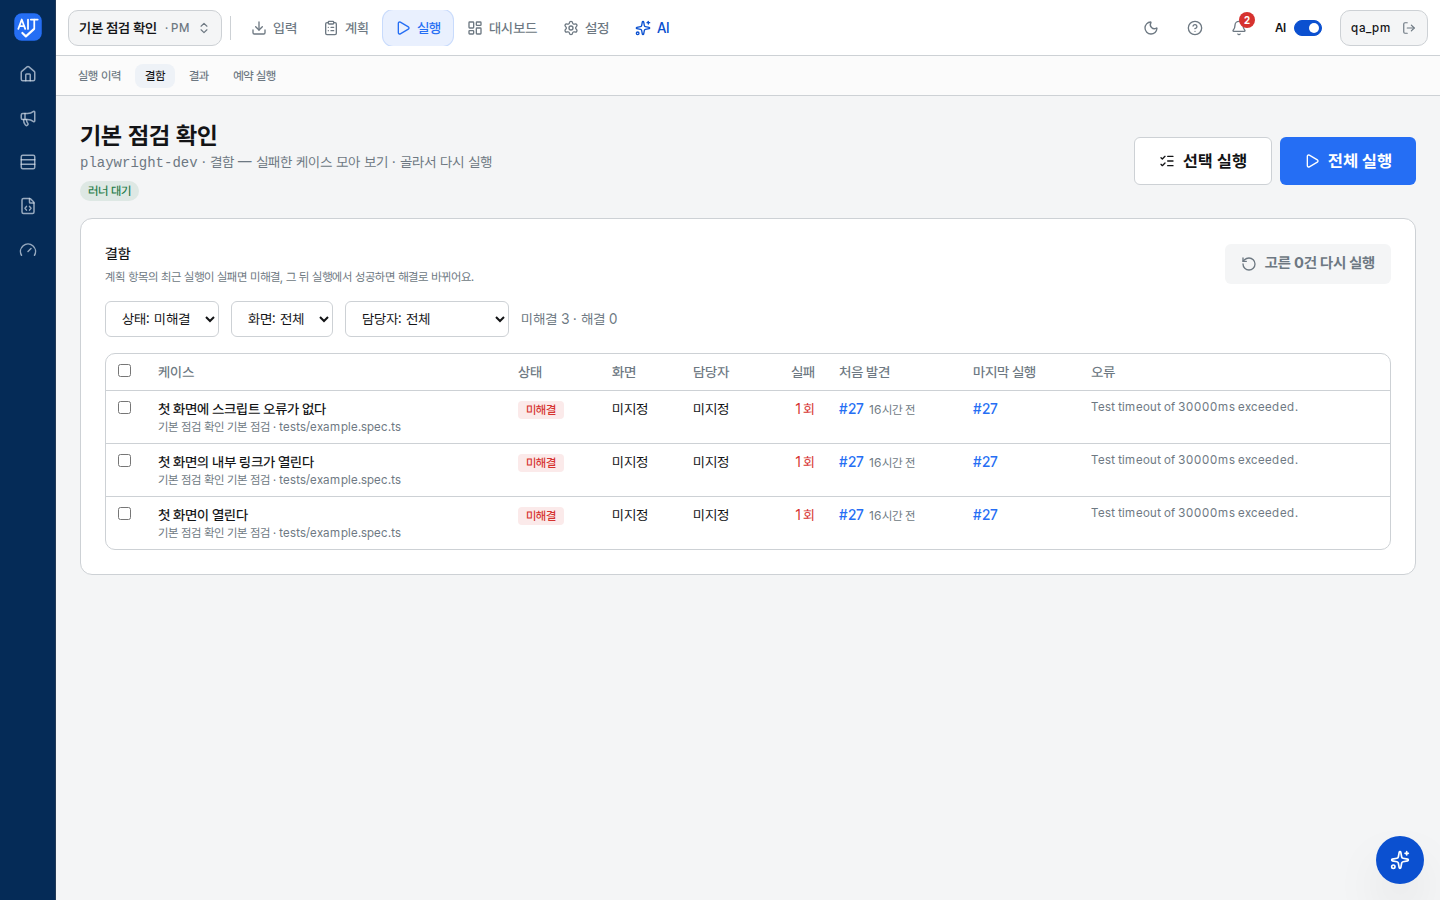 AIT
기본 점검 확인 · PM
입력
계획
실행
대시보드
설정
AI
2
AI
qa_pm
실행 이력
결함
결과
예약 실행
기본 점검 확인
playwright-dev · 결함 — 실패한 케이스 모아 보기 · 골라서 다시 실행
러너 대기
선택 실행
전체 실행
결함
계획 항목의 최근 실행이 실패면 미해결, 그 뒤 실행에서 성공하면 해결로 바뀌어요.
고른 0건 다시 실행
상태: 미해결
화면: 전체
담당자: 전체
미해결 3 · 해결 0
케이스 상태 화면 담당자 실패 처음 발견 마지막 실행 오류
첫 화면에 스크립트 오류가 없다 미해결 미지정 미지정 1회 #27 16시간 전 #27 Test timeout of 30000ms exceeded.
기본 점검 확인 기본 점검 · tests/example.spec.ts
첫 화면의 내부 링크가 열린다 미해결 미지정 미지정 1회 #27 16시간 전 #27 Test timeout of 30000ms exceeded.
기본 점검 확인 기본 점검 · tests/example.spec.ts
첫 화면이 열린다 미해결 미지정 미지정 1회 #27 16시간 전 #27 Test timeout of 30000ms exceeded.
기본 점검 확인 기본 점검 · tests/example.spec.ts